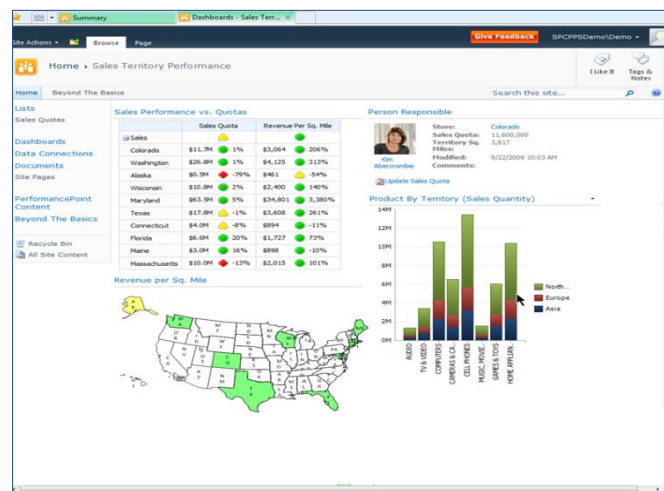 Summary
Dashboards - Sales Terr...
Site Actions
Browse
Page
Give Feedback
SPCPPSDemo\Demo
Home
Sales Territory Performance
I Like It
Tags &
Notes
Home
Beyond The Basics
Search this site...
Lists
Sales Quotas
Dashboards
Data Connections
Documents
Site Pages
PerformancePoint
Content
Beyond The Basics
Recycle Bin
All Site Content
Sales Performance vs. Quotas
Sales Quota Revenue Per Sq. Mile
Sales
Colorado $11.7M 5% $3,064 206%
Washington $26.8M 1% $4,125 313%
Alaska $0.5M -79% $461 -54%
Wisconsin $10.8M 2% $2,400 140%
Maryland $63.5M 5% $34,801 3,380%
Texas $17.8M -1% $3,608 261%
Connecticut $4.0M -8% $894 -11%
Florida $6.6M 20% $1,727 73%
Maine $3.0M 16% $898 -10%
Massachusetts $10.0M -13% $2,015 101%
Person Responsible
Kim
Abercrombie
Store: Colorado
Sales Quota: 11,600,000
Territory Sq. 3,817
Miles:
Modified: 9/22/2009 10:03 AM
Comments:
Update Sales Quota
Product By Territory (Sales Quantity)
14M
12M
10M
8M
6M
4M
2M
0M
AUDIO
TV & VIDEO
COMPUTERS
CAMERAS & CA...
CELL PHONES
MUSIC, MOVIE...
GAMES & TOYS
HOME APPLIAN...
North...
Europe
Asia
Revenue per Sq. Mile